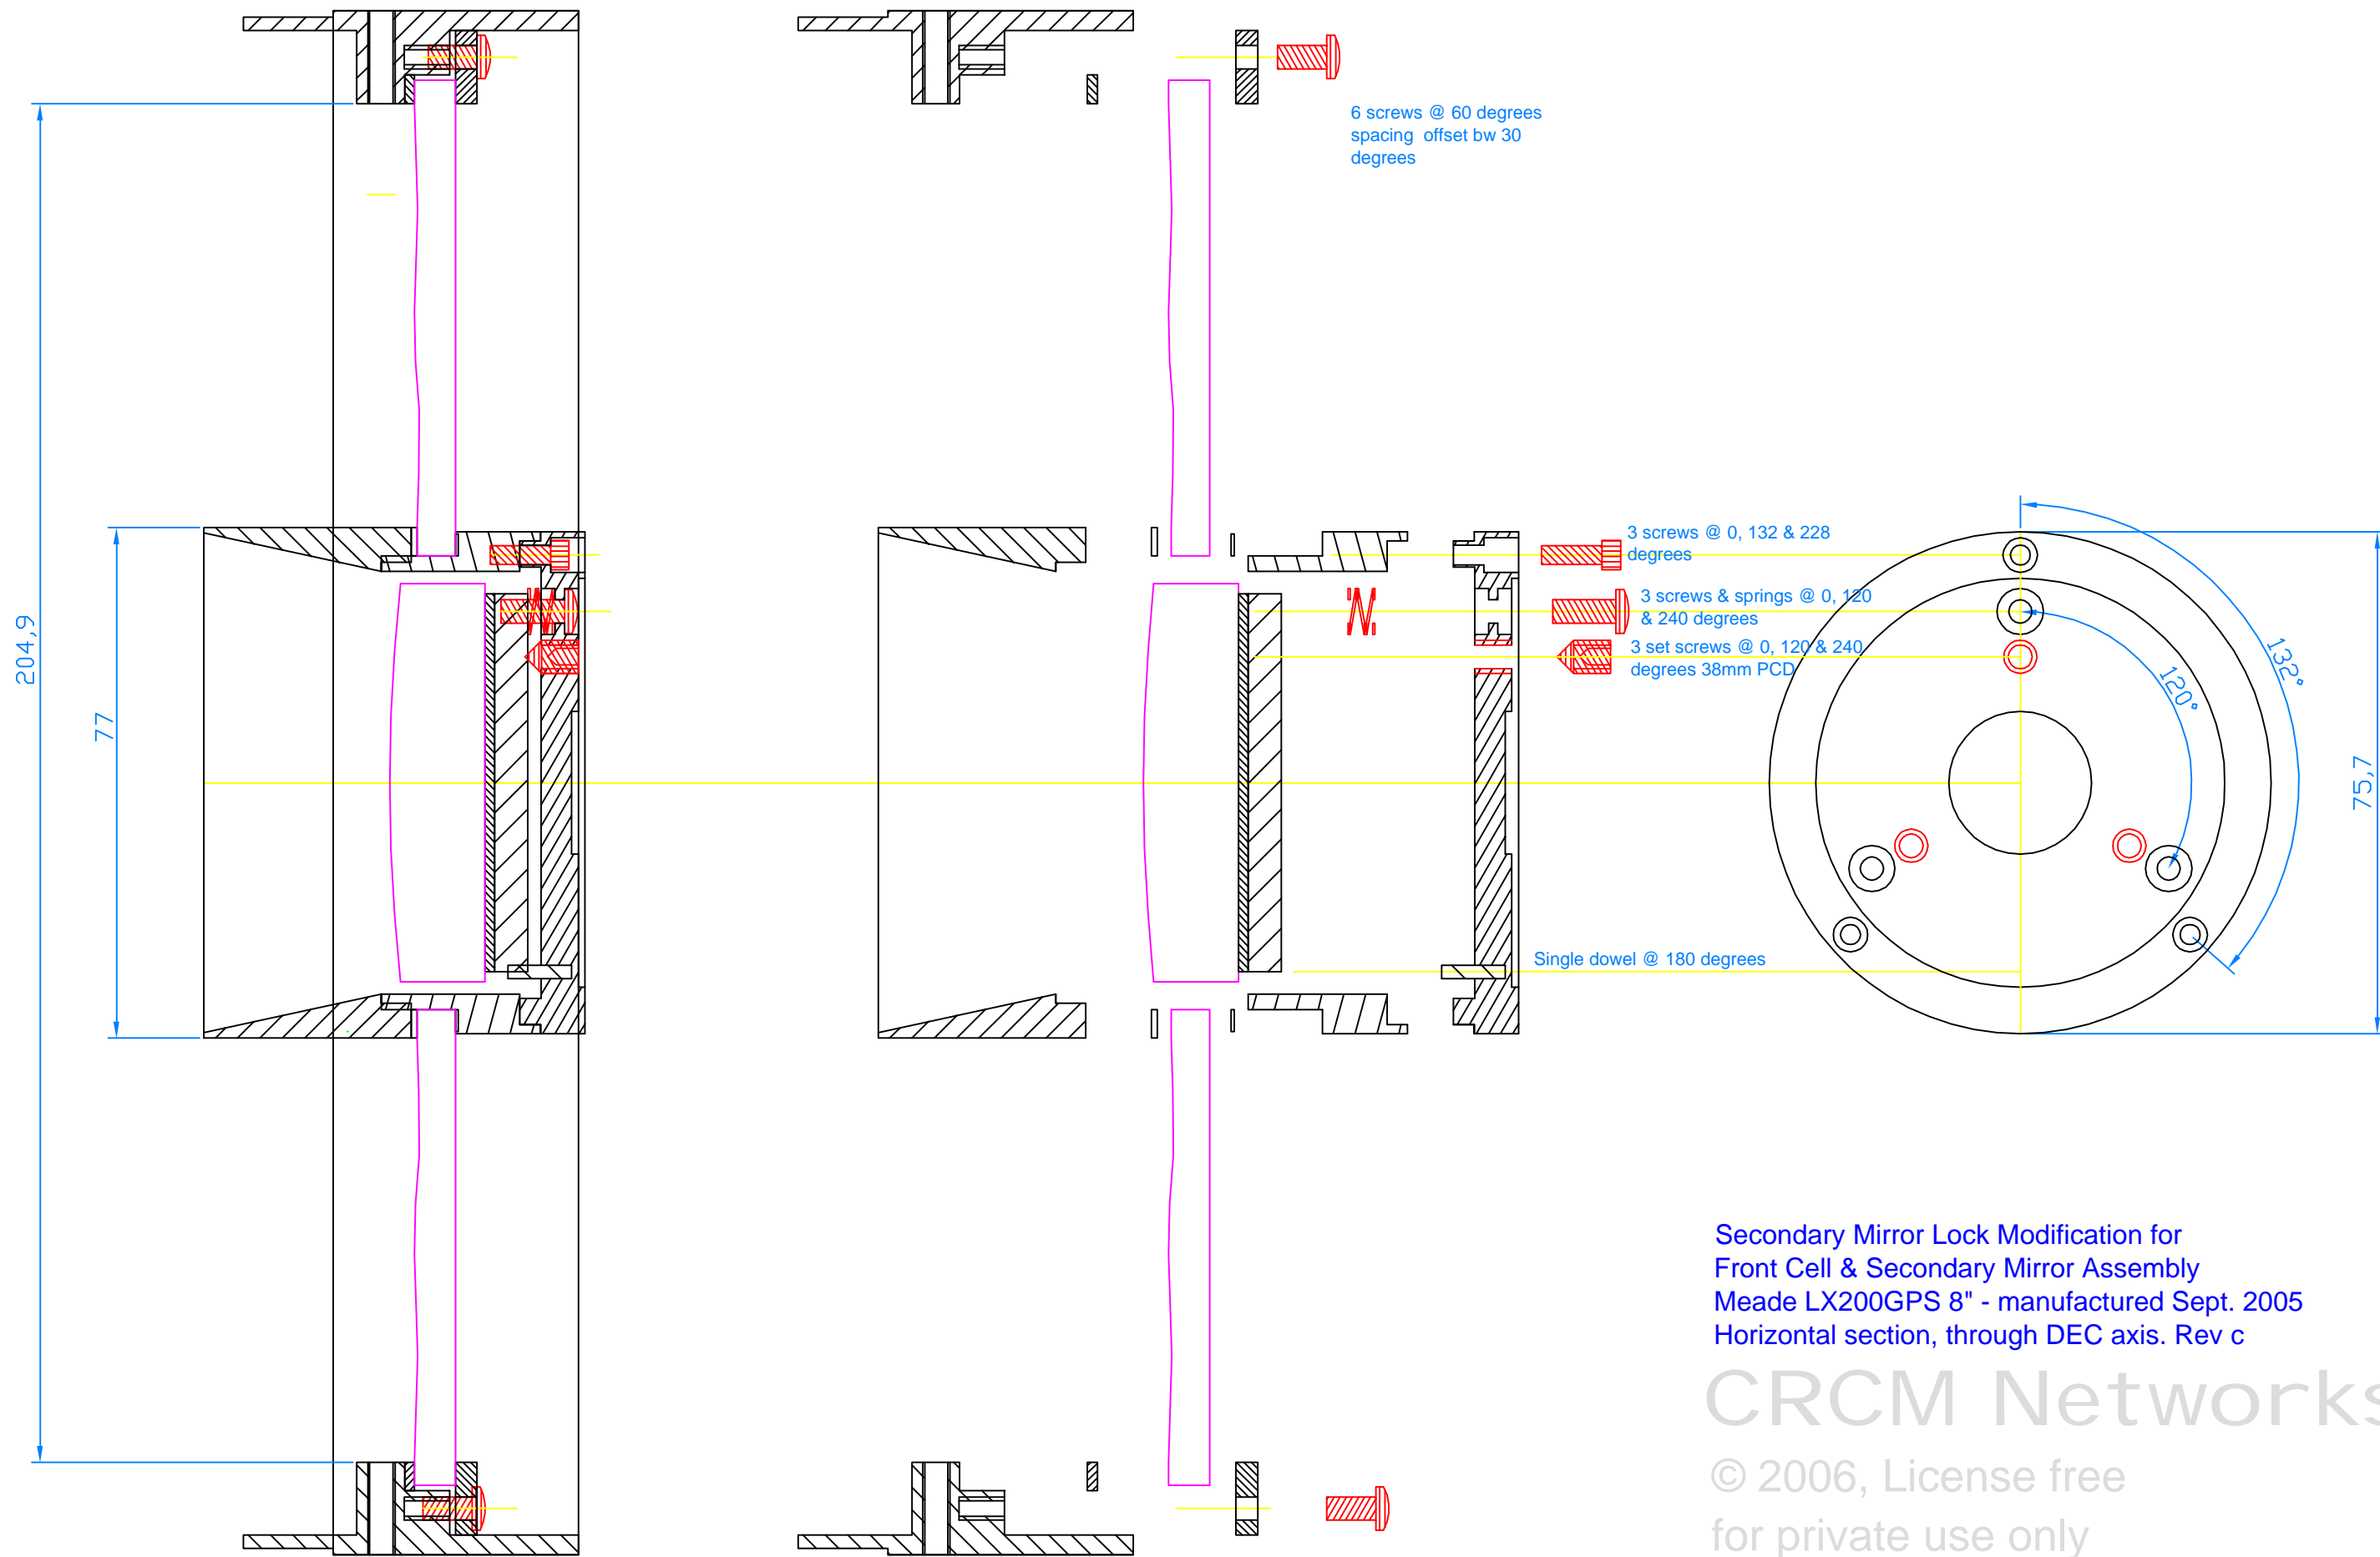 6 screws @ 60 degrees
spacing offset bw 30
degrees
204,9
77
3 screws @ 0, 132 & 228
degrees
3 screws & springs @ 0, 120
& 240 degrees
3 set screws @ 0, 120 & 240
degrees 38mm PCD
132°
120°
75,7
Single dowel @ 180 degrees
Secondary Mirror Lock Modification for
Front Cell & Secondary Mirror Assembly
Meade LX200GPS 8" - manufactured Sept. 2005
Horizontal section, through DEC axis. Rev c
CRCM Networks
© 2006, License free
for private use only